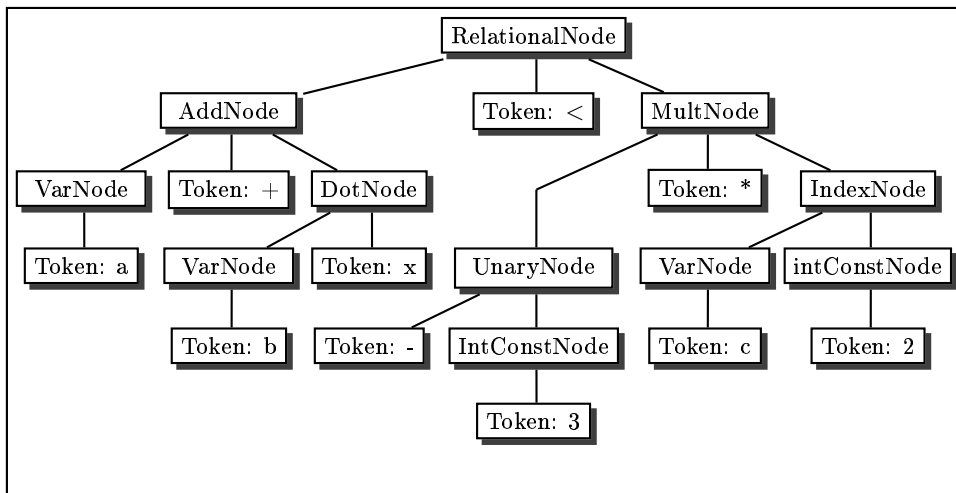 RelationalNode
AddNode Token: < MultNode
VarNode Token: + DotNode Token: * IndexNode
Token: a VarNode Token: x UnaryNode VarNode intConstNode
Token: b Token: - IntConstNode Token: c Token: 2
Token: 3